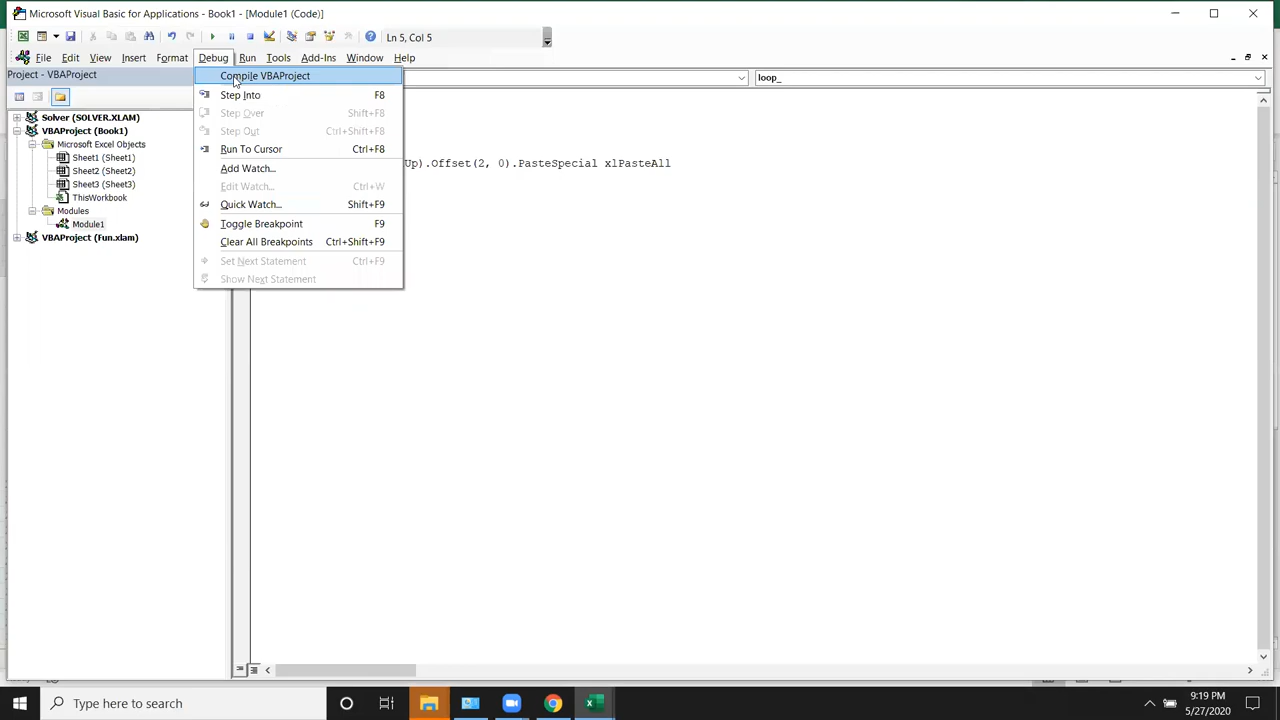 Microsoft Visual Basic for Applications - Book1 - [Module1 (Code)]
Ln 5, Col 5
File Edit View Insert Format Debug Run Tools Add-Ins Window Help
Project - VBAProject
loop_
Compile VBAProject
Step Into F8
Step Over Shift+F8
Step Out Ctrl+Shift+F8
Run To Cursor Ctrl+F8
Add Watch...
Edit Watch... Ctrl+W
Quick Watch... Shift+F9
Toggle Breakpoint F9
Clear All Breakpoints Ctrl+Shift+F9
Set Next Statement Ctrl+F9
Show Next Statement
Solver (SOLVER.XLAM)
VBAProject (Book1)
Microsoft Excel Objects
Sheet1 (Sheet1)
Sheet2 (Sheet2)
Sheet3 (Sheet3)
ThisWorkbook
Modules
Module1
VBAProject (Fun.xlam)
Up).Offset(2, 0).PasteSpecial xlPasteAll
Type here to search
9:19 PM
5/27/2020